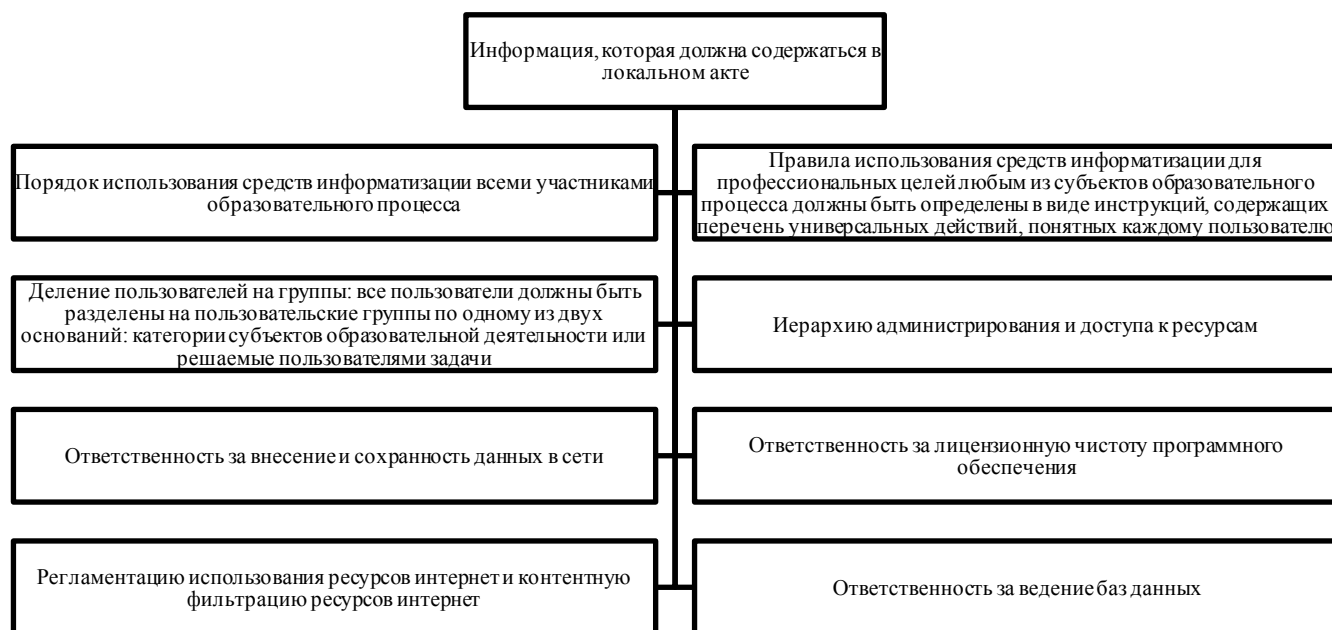 Информация, которая должна содержаться в
локальном акте
Порядок использования средств информатизации всеми участниками
образовательного процесса
Правила использования средств информатизации для
профессиональных целей любым из субъектов образовательного
процесса должны быть определены в виде инструкций, содержащих
перечень универсальных действий, понятных каждому пользователю
Деление пользователей на группы: все пользователи должны быть
разделены на пользовательские группы по одному из двух
оснований: категории субъектов образовательной деятельности или
решаемые пользователями задачи
Иерархию администрирования и доступа к ресурсам
Ответственность за внесение и сохранность данных в сети
Ответственность за лицензионную чистоту программного
обеспечения
Регламентацию использования ресурсов интернет и контентную
фильтрацию ресурсов интернет
Ответственность за ведение баз данных